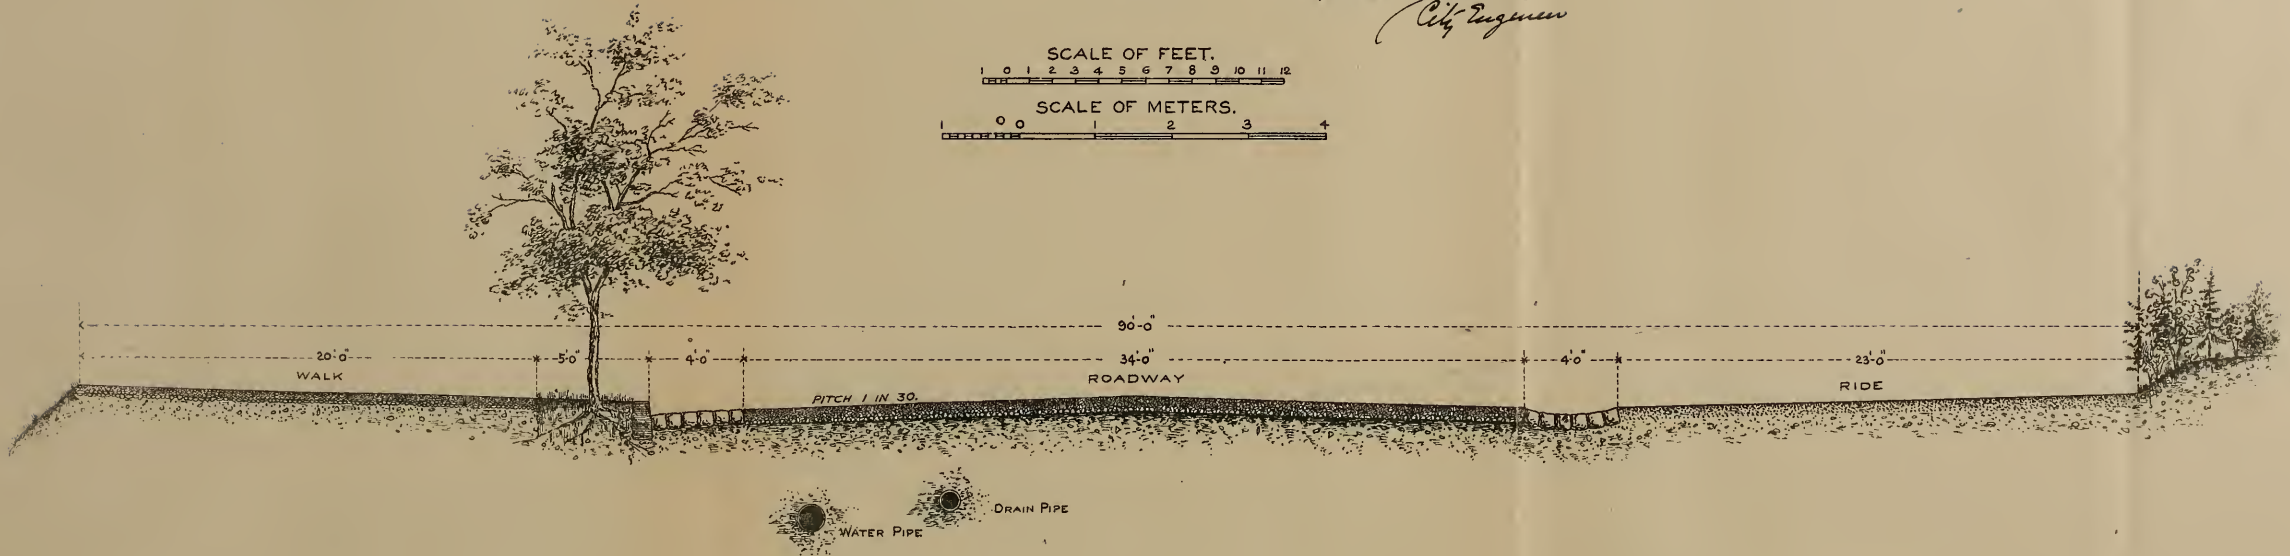 City Engineer
SCALE OF FEET.
1 0 1 2 3 4 5 6 7 8 9 10 11 12
SCALE OF METERS.
1 0 0 1 2 3 4
90'-0"
20'-0" 5'-0" 4'-0" 34'-0" 4'-0" 23'-0"
WALK ROADWAY RIDE
PITCH 1 IN 30.
DRAIN PIPE
WATER PIPE